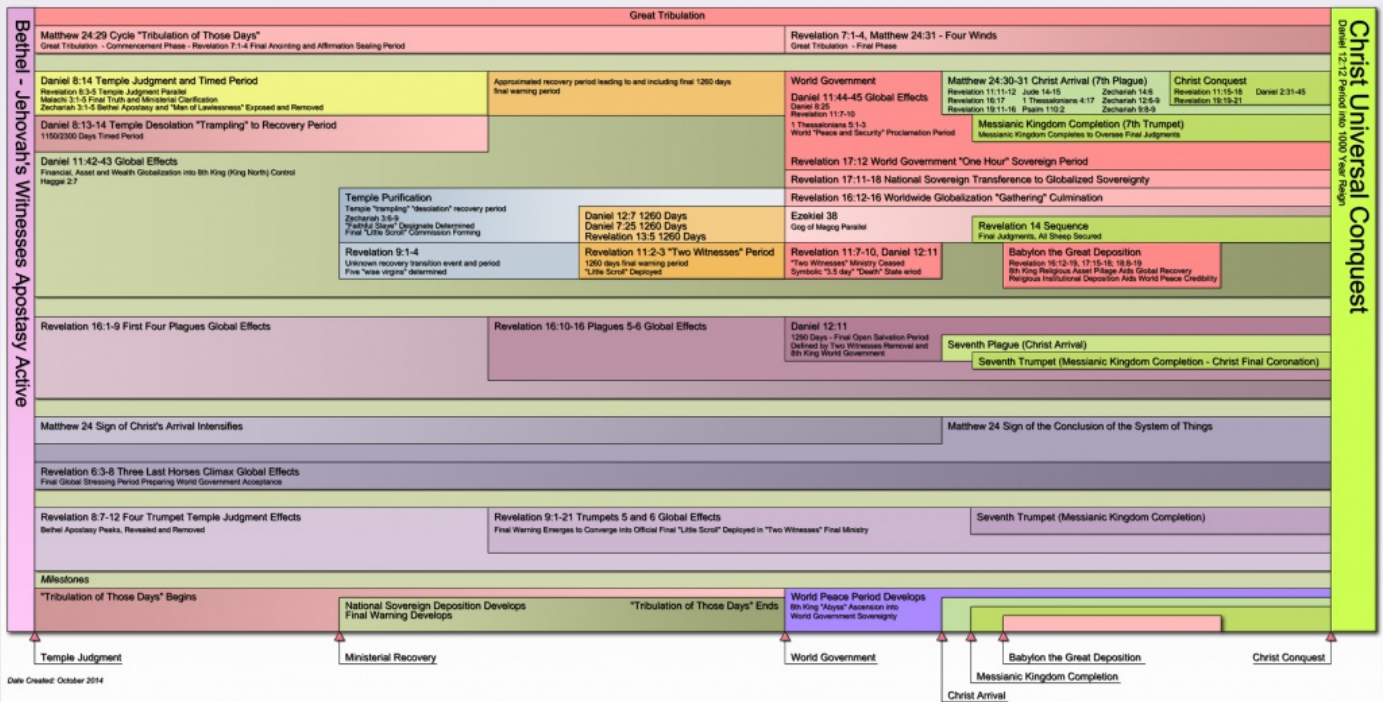 Great Tribulation
Bethel - Jehovah's Witnesses Apostasy Active
Christ Universal Conquest
Daniel 12:12 Period into 1000 Year Reign
Matthew 24:29 Cycle "Tribulation of Those Days"
Great Tribulation - Commencement Phase - Revelation 7:1-4 Final Anointing and Affirmation Sealing Period
Revelation 7:1-4, Matthew 24:31 - Four Winds
Great Tribulation - Final Phase
Daniel 8:14 Temple Judgment and Timed Period
Revelation 8:3-5 Temple Judgment Parallel
Malachi 3:1-5 Final Truth and Ministerial Clarification
Zechariah 3:1-5 Bethel Apostasy and "Man of Lawlessness" Exposed and Removed
Approximated recovery period leading to and including final 1260 days
final warning period
World Government
Daniel 11:44-45 Global Effects
Daniel 8:25
Revelation 11:7-10
1 Thessalonians 5:1-3
World "Peace and Security" Proclamation Period
Matthew 24:30-31 Christ Arrival (7th Plague)
Revelation 11:11-12 Jude 14-15 Zechariah 14:5
Revelation 16:17 1 Thessalonians 4:17 Zechariah 12:6-9
Revelation 19:11-16 Psalm 110:2 Zechariah 9:8-9
Christ Conquest
Revelation 11:15-18 Daniel 2:31-45
Revelation 19:19-21
Messianic Kingdom Completion (7th Trumpet)
Messianic Kingdom Completes to Oversee Final Judgments
Daniel 8:13-14 Temple Desolation "Trampling" to Recovery Period
1150/2300 Days Timed Period
Daniel 11:42-43 Global Effects
Financial, Asset and Wealth Globalization into 8th King (King North) Control
Haggai 2:7
Revelation 17:12 World Government "One Hour" Sovereign Period
Revelation 17:11-18 National Sovereign Transference to Globalized Sovereignty
Revelation 16:12-16 Worldwide Globalization "Gathering" Culmination
Temple Purification
Temple "trampling" "desolation" recovery period
Zechariah 3:6-9
"Faithful Slave" Designate Determined
Final "Little Scroll" Commission Forming
Daniel 12:7 1260 Days
Daniel 7:25 1260 Days
Revelation 13:5 1260 Days
Ezekiel 38
Gog of Magog Parallel
Revelation 14 Sequence
Final Judgments, All Sheep Secured
Revelation 9:1-4
Unknown recovery transition event and period
Five "wise virgins" determined
Revelation 11:2-3 "Two Witnesses" Period
1260 days final warning period
"Little Scroll" Deployed
Revelation 11:7-10, Daniel 12:11
"Two Witnesses" Ministry Ceased
Symbolic "3.5 day" "Death" State eriod
Babylon the Great Deposition
Revelation 16:12-19, 17:15-18; 18:8-19
8th King Religious Asset Pillage Aids Global Recovery
Religious Institutional Deposition Aids World Peace Credibility
Revelation 16:1-9 First Four Plagues Global Effects
Revelation 16:10-16 Plagues 5-6 Global Effects
Daniel 12:11
1290 Days - Final Open Salvation Period
Defined by Two Witnesses Removal and
8th King World Government
Seventh Plague (Christ Arrival)
Seventh Trumpet (Messianic Kingdom Completion - Christ Final Coronation)
Matthew 24 Sign of Christ's Arrival Intensifies
Matthew 24 Sign of the Conclusion of the System of Things
Revelation 6:3-8 Three Last Horses Climax Global Effects
Final Global Stressing Period Preparing World Government Acceptance
Revelation 8:7-12 Four Trumpet Temple Judgment Effects
Bethel Apostasy Peaks, Revealed and Removed
Revelation 9:1-21 Trumpets 5 and 6 Global Effects
Final Warning Emerges to Converge into Official Final "Little Scroll" Deployed in "Two Witnesses" Final Ministry
Seventh Trumpet (Messianic Kingdom Completion)
Milestones
"Tribulation of Those Days" Begins
National Sovereign Deposition Develops
Final Warning Develops
"Tribulation of Those Days" Ends
World Peace Period Develops
8th King "Abyss" Ascension into
World Government Sovereignty
Temple Judgment
Ministerial Recovery
World Government
Babylon the Great Deposition
Christ Conquest
Messianic Kingdom Completion
Christ Arrival
Date Created: October 2014